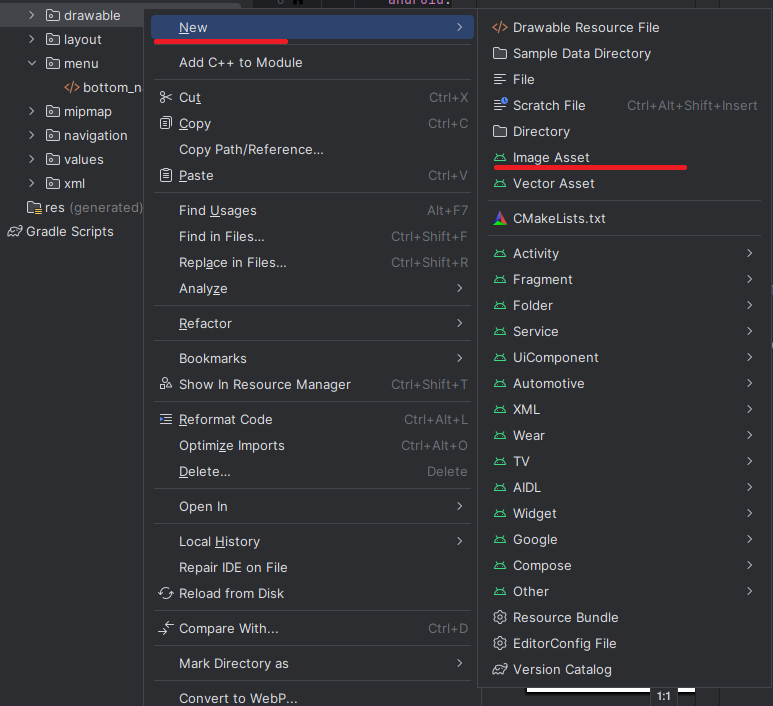 android:
drawable
layout
menu
bottom_n
mipmap
navigation
values
xml
res (generated)
Gradle Scripts
New
Add C++ to Module
Cut Ctrl+X
Copy Ctrl+C
Copy Path/Reference...
Paste Ctrl+V
Find Usages Alt+F7
Find in Files... Ctrl+Shift+F
Replace in Files... Ctrl+Shift+R
Analyze
Refactor
Bookmarks
Show In Resource Manager Ctrl+Shift+T
Reformat Code Ctrl+Alt+L
Optimize Imports Ctrl+Alt+O
Delete... Delete
Open In
Local History
Repair IDE on File
Reload from Disk
Compare With... Ctrl+D
Mark Directory as
Convert to WebP...
Drawable Resource File
Sample Data Directory
File
Scratch File Ctrl+Alt+Shift+Insert
Directory
Image Asset
Vector Asset
CMakeLists.txt
Activity
Fragment
Folder
Service
UiComponent
Automotive
XML
Wear
TV
AIDL
Widget
Google
Compose
Other
Resource Bundle
EditorConfig File
Version Catalog
1:1